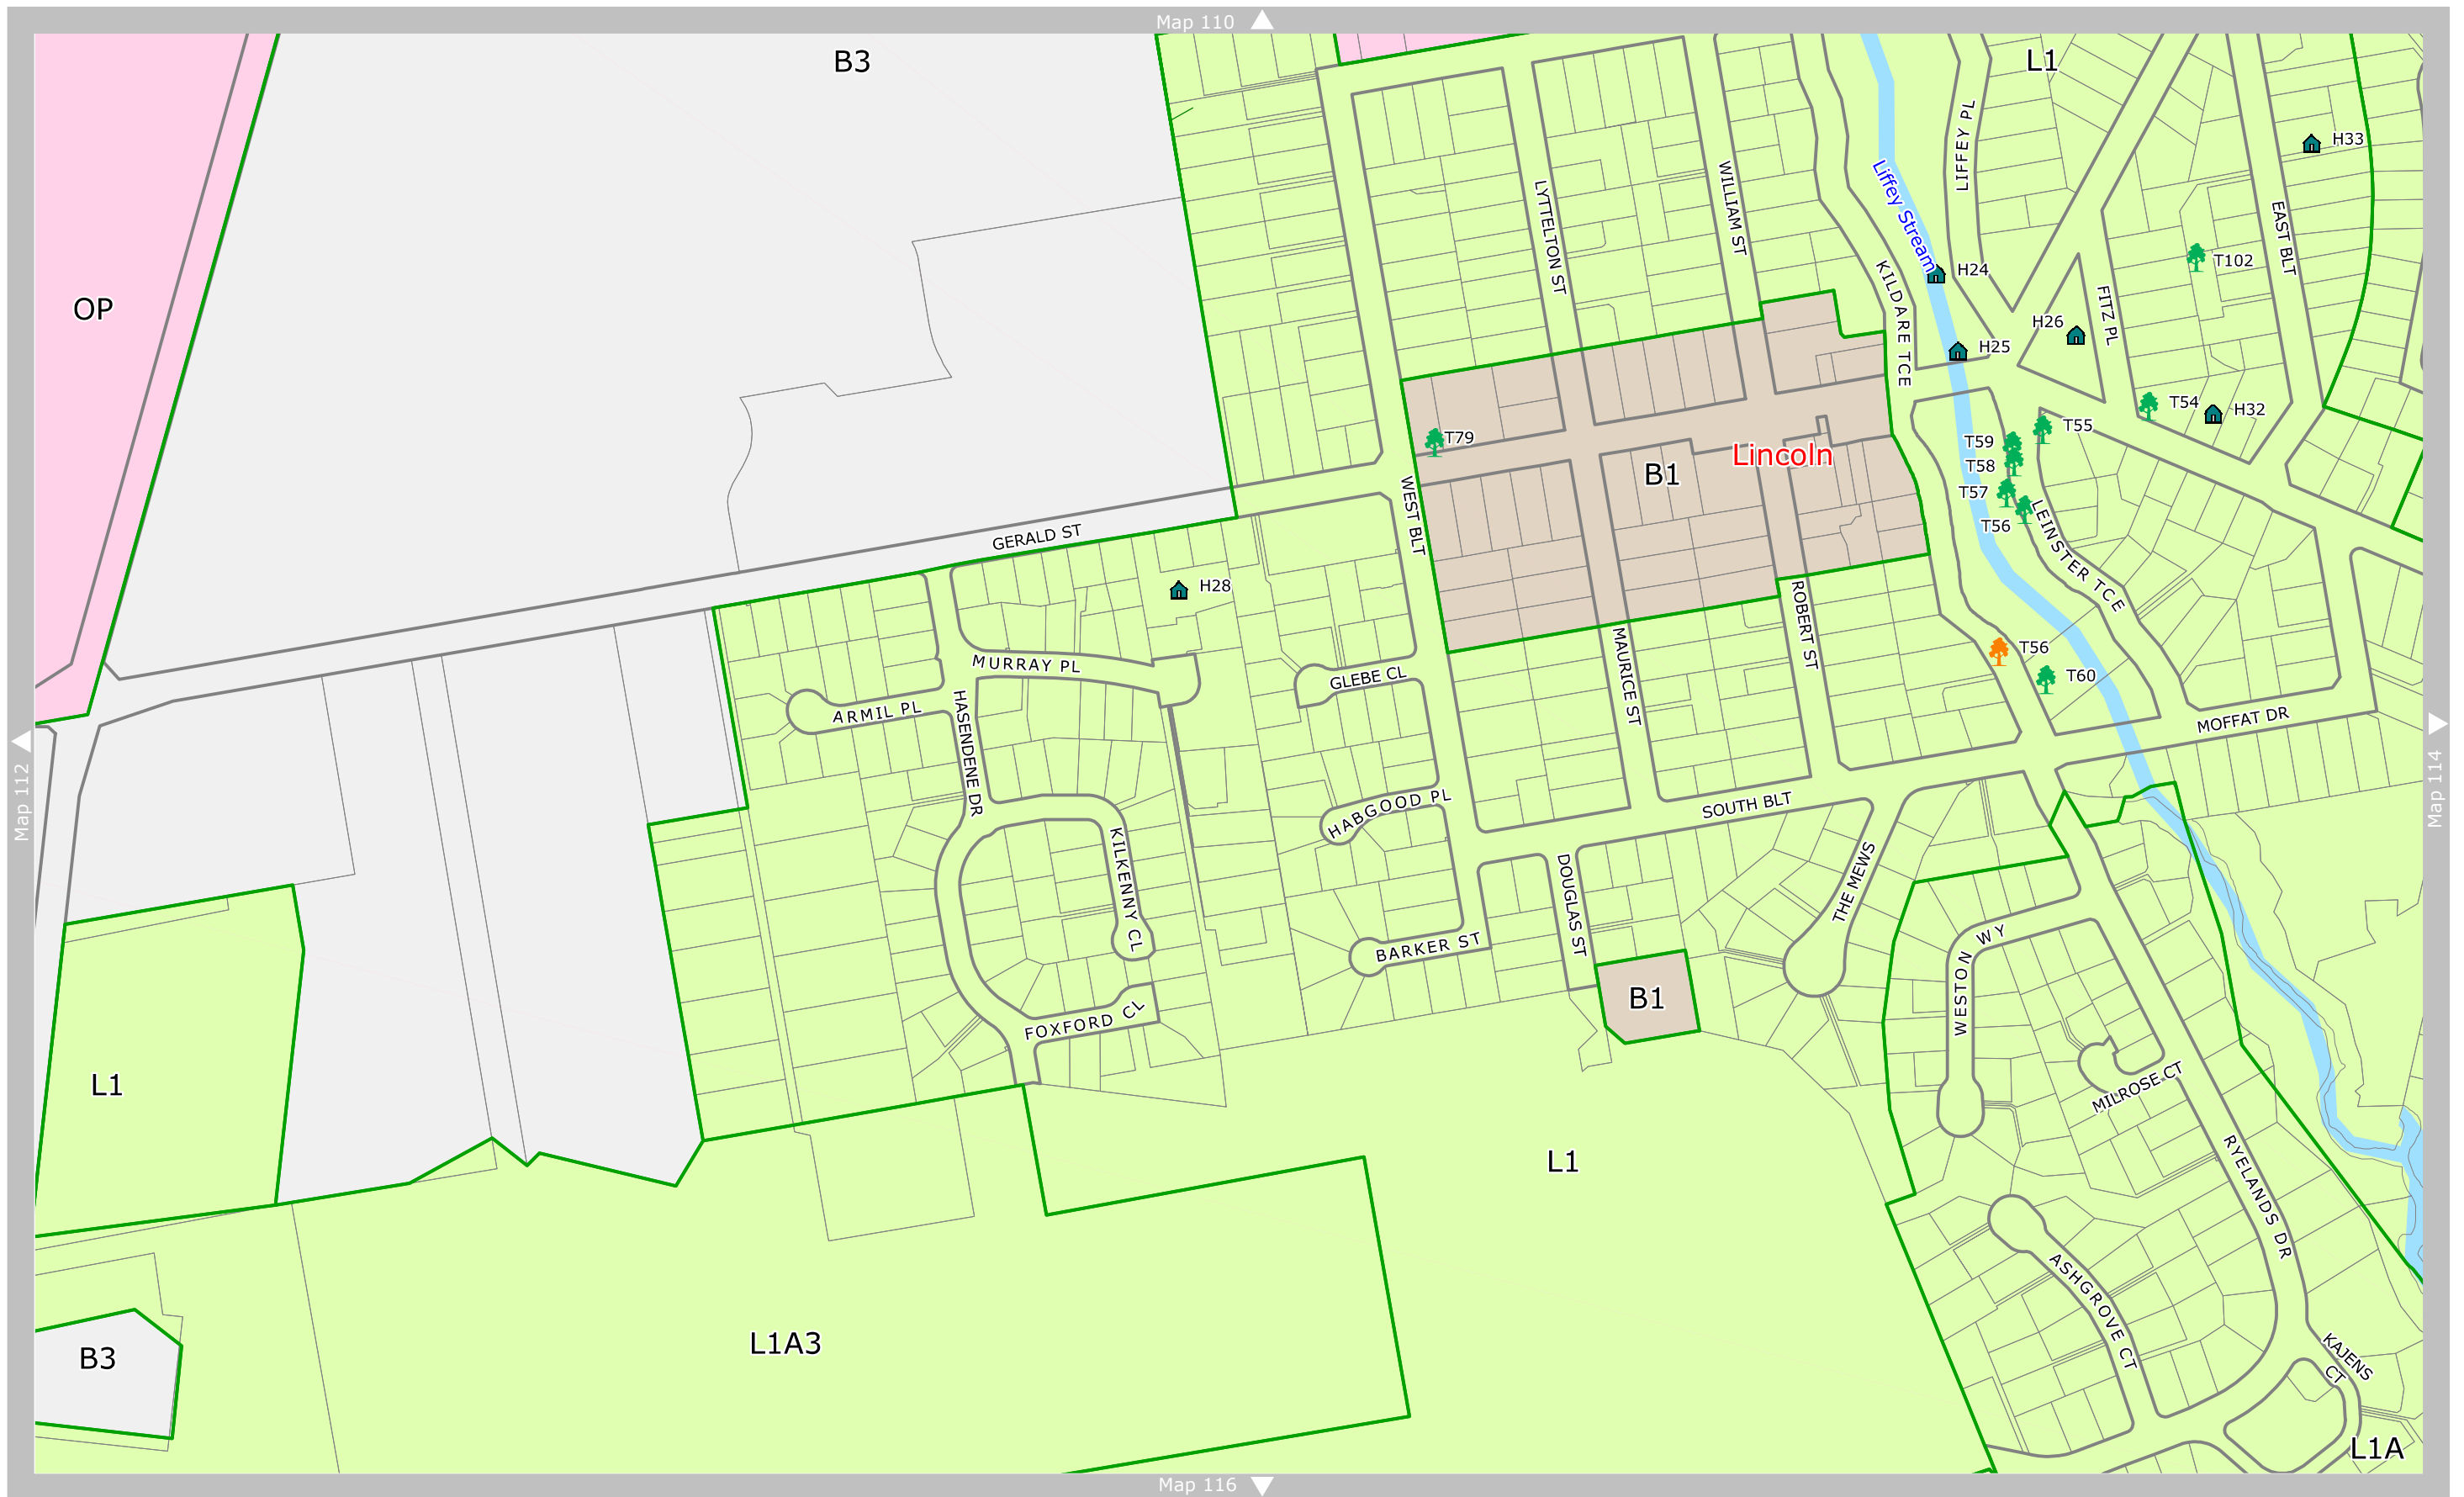 Map 110
B3
L1
LIFFEY PL
H33
WILLIAM ST
Liffey Stream
LYTTELTON ST
EAST BLT
T102
KILDARE TCE
H24
OP
FITZ PL
H26
H25
T54
H32
T55
T79
T59
Lincoln
T58
B1
T57
WEST BLT
T56
LEINSTER TCE
GERALD ST
H28
ROBERT ST
MAURICE ST
T56
MURRAY PL
GLEBE CL
T60
ARMIL PL
HASENDENE DR
MOFFAT DR
Map 112
Map 114
HABGOOD PL
SOUTH BLT
KILKENNY CL
DOUGLAS ST
THE MEWS
BARKER ST
WESTON WY
B1
FOXFORD CL
L1
MILROSE CT
L1
RYELANDS DR
ASHGROVE CT
L1A3
B3
KAJENS
CT
L1A
Map 116